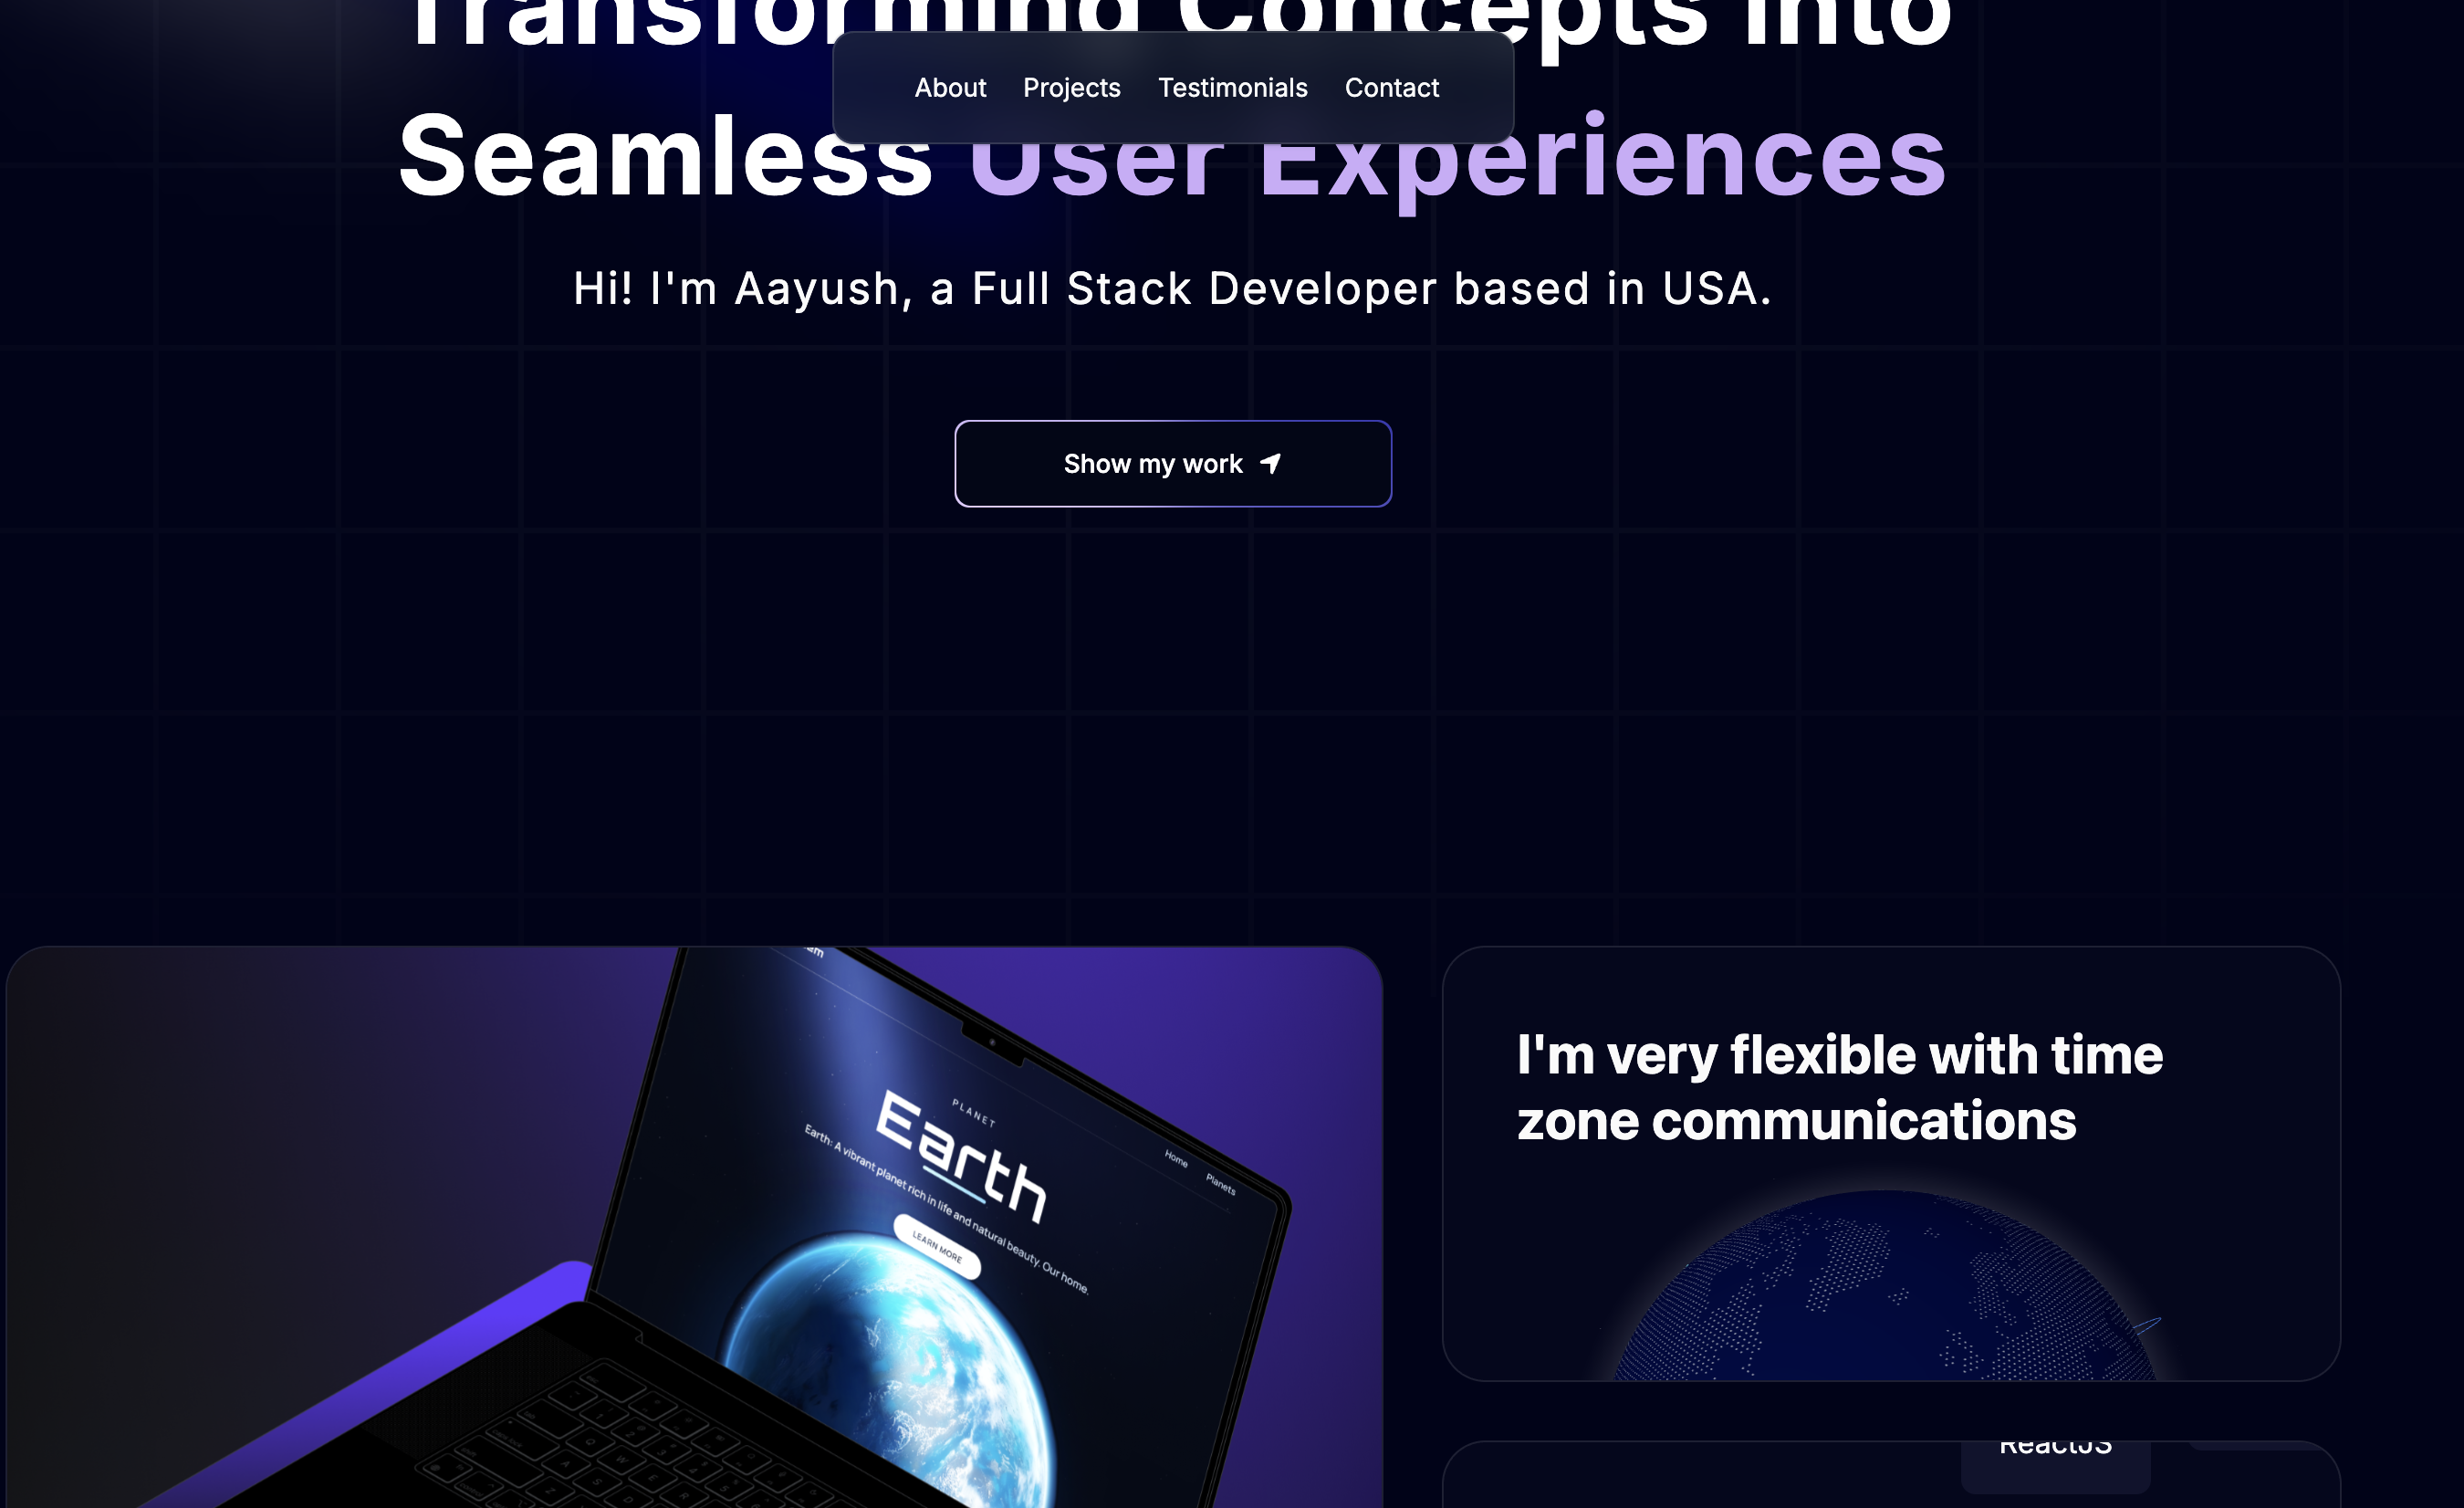 Transforming Concepts into
About Projects Testimonials Contact
Seamless User Experiences
Hi! I'm Aayush, a Full Stack Developer based in USA.
Show my work
PLANET
Earth
Earth: A vibrant planet rich in life and natural beauty. Our home.
LEARN MORE
Home
Planets
I'm very flexible with time
zone communications
ReactJS